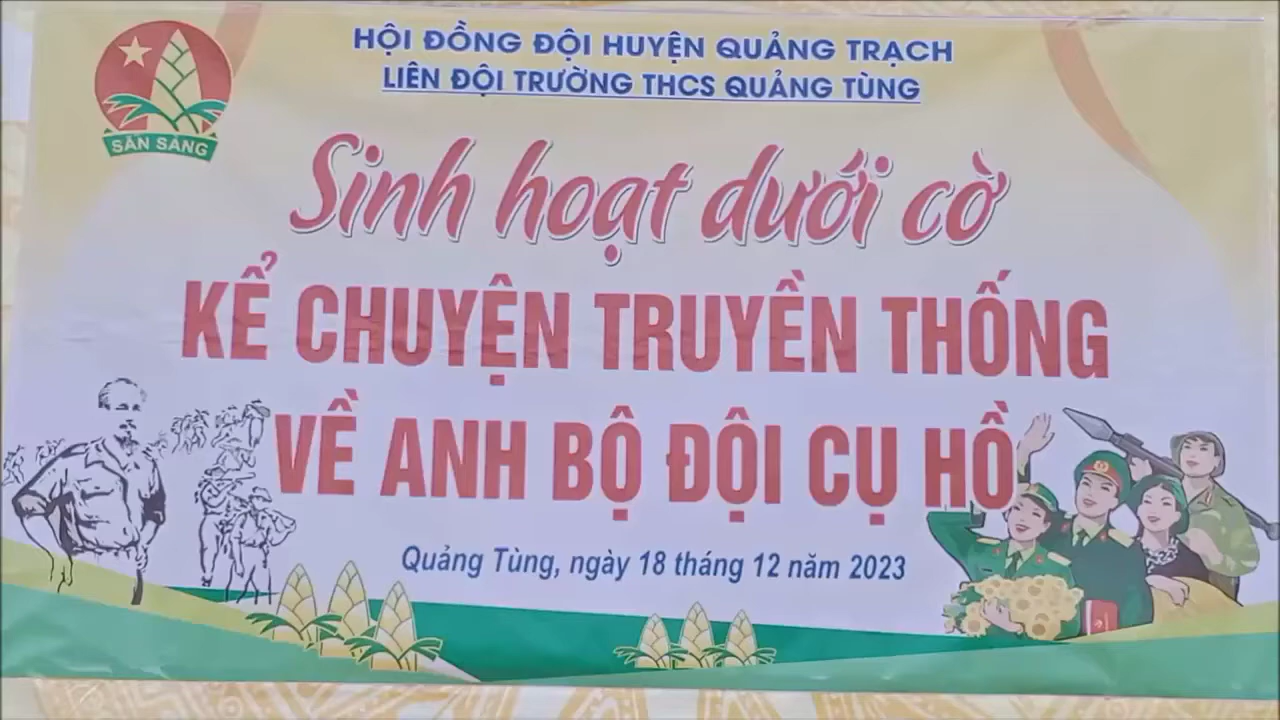 HỘI ĐỒNG ĐỘI HUYỆN QUẢNG TRẠCH
LIÊN ĐỘI TRƯỜNG THCS QUẢNG TÙNG
SẴN SÀNG
Sinh hoạt dưới cờ
KỂ CHUYỆN TRUYỀN THỐNG
VỀ ANH BỘ ĐỘI CỤ HỒ
Quảng Tùng, ngày 18 tháng 12 năm 2023